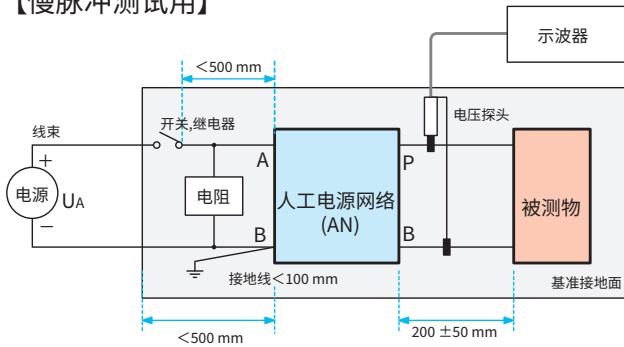 【慢脉冲测试用】
示波器
<500 mm
电压探头
线束
开关,继电器
A
P
电源
UA
电阻
人工电源网络
(AN)
被测物
B
B
接地线<100 mm
基准接地面
<500 mm
200 ±50 mm